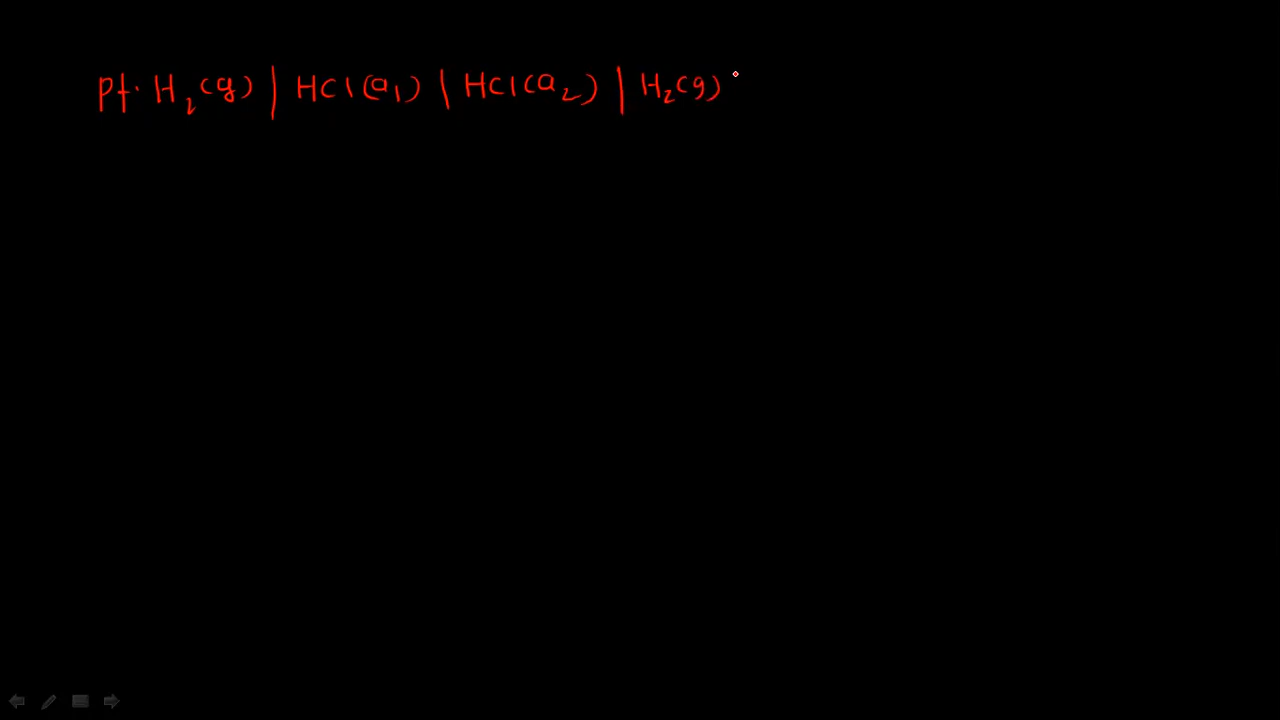 Pt. H₂(g) | HCl(a₁) | HCl(a₂) | H₂(g)